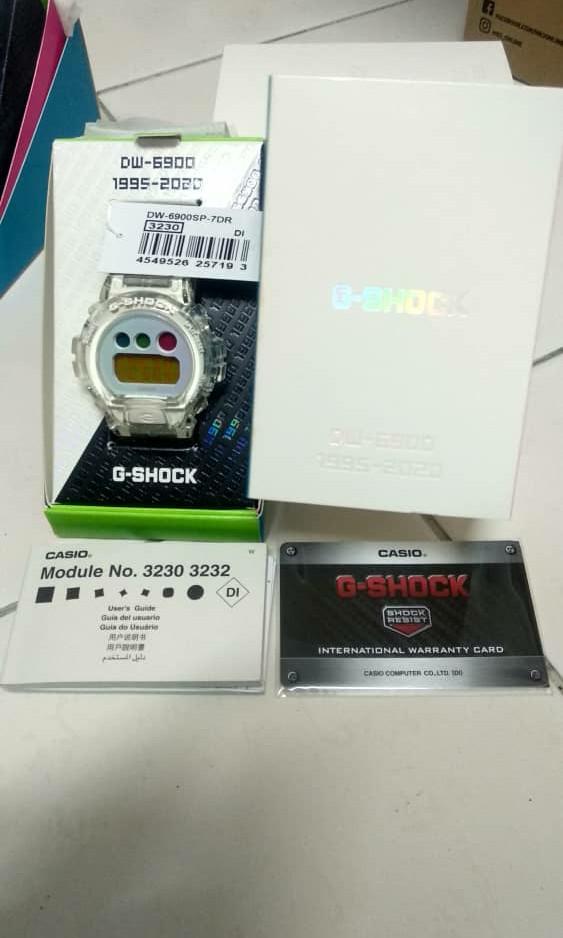 DW-6900
1995-2020
DW-6900SP-7DR
3230
DI
4549526 25719 3
G-SHOCK
G-SHOCK
G-SHOCK
DW-6900
1995-2020
CASIO®
W
Module No. 3230 3232
DI
User's Guide
Guía del usuario
Guia do Usuário
用户说明书
用戶說明書
دليل المستخدم
CASIO®
G-SHOCK
SHOCK
RESIST
INTERNATIONAL WARRANTY CARD
CASIO COMPUTER CO.,LTD. (DI)